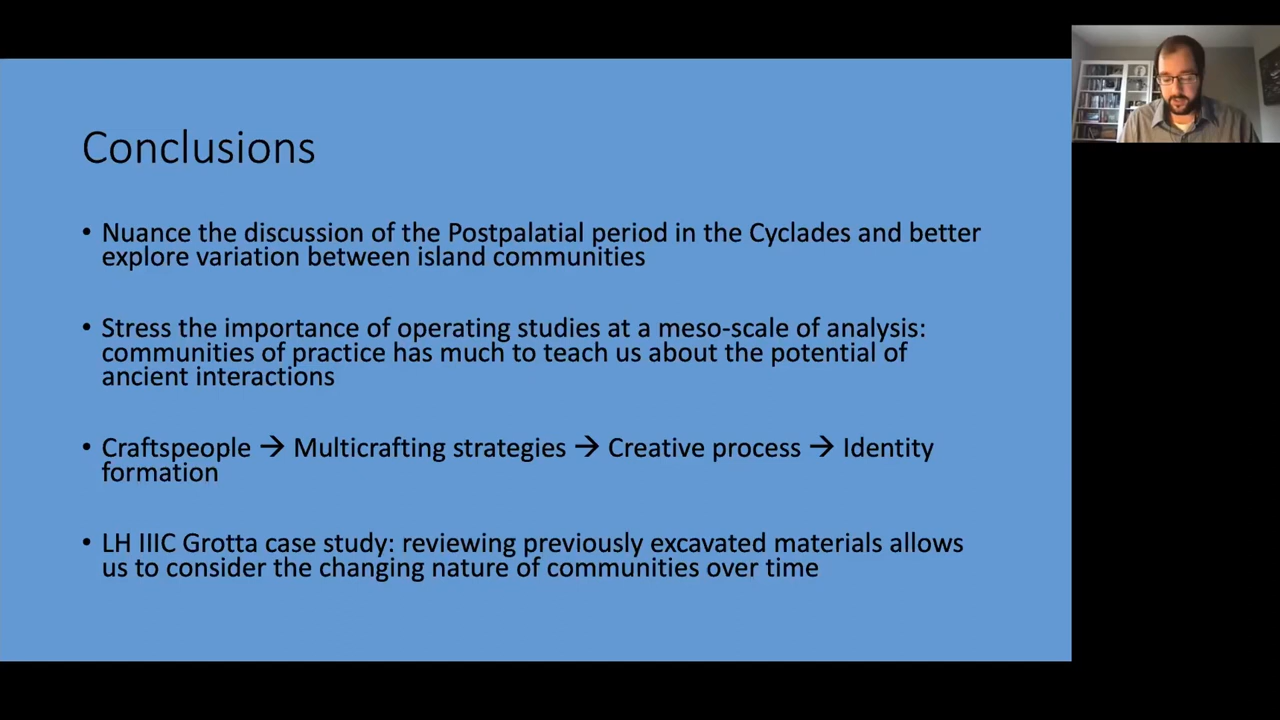 Conclusions
• Nuance the discussion of the Postpalatial period in the Cyclades and better
explore variation between island communities
• Stress the importance of operating studies at a meso-scale of analysis:
communities of practice has much to teach us about the potential of
ancient interactions
• Craftspeople → Multicrafting strategies → Creative process → Identity
formation
• LH IIIC Grotta case study: reviewing previously excavated materials allows
us to consider the changing nature of communities over time